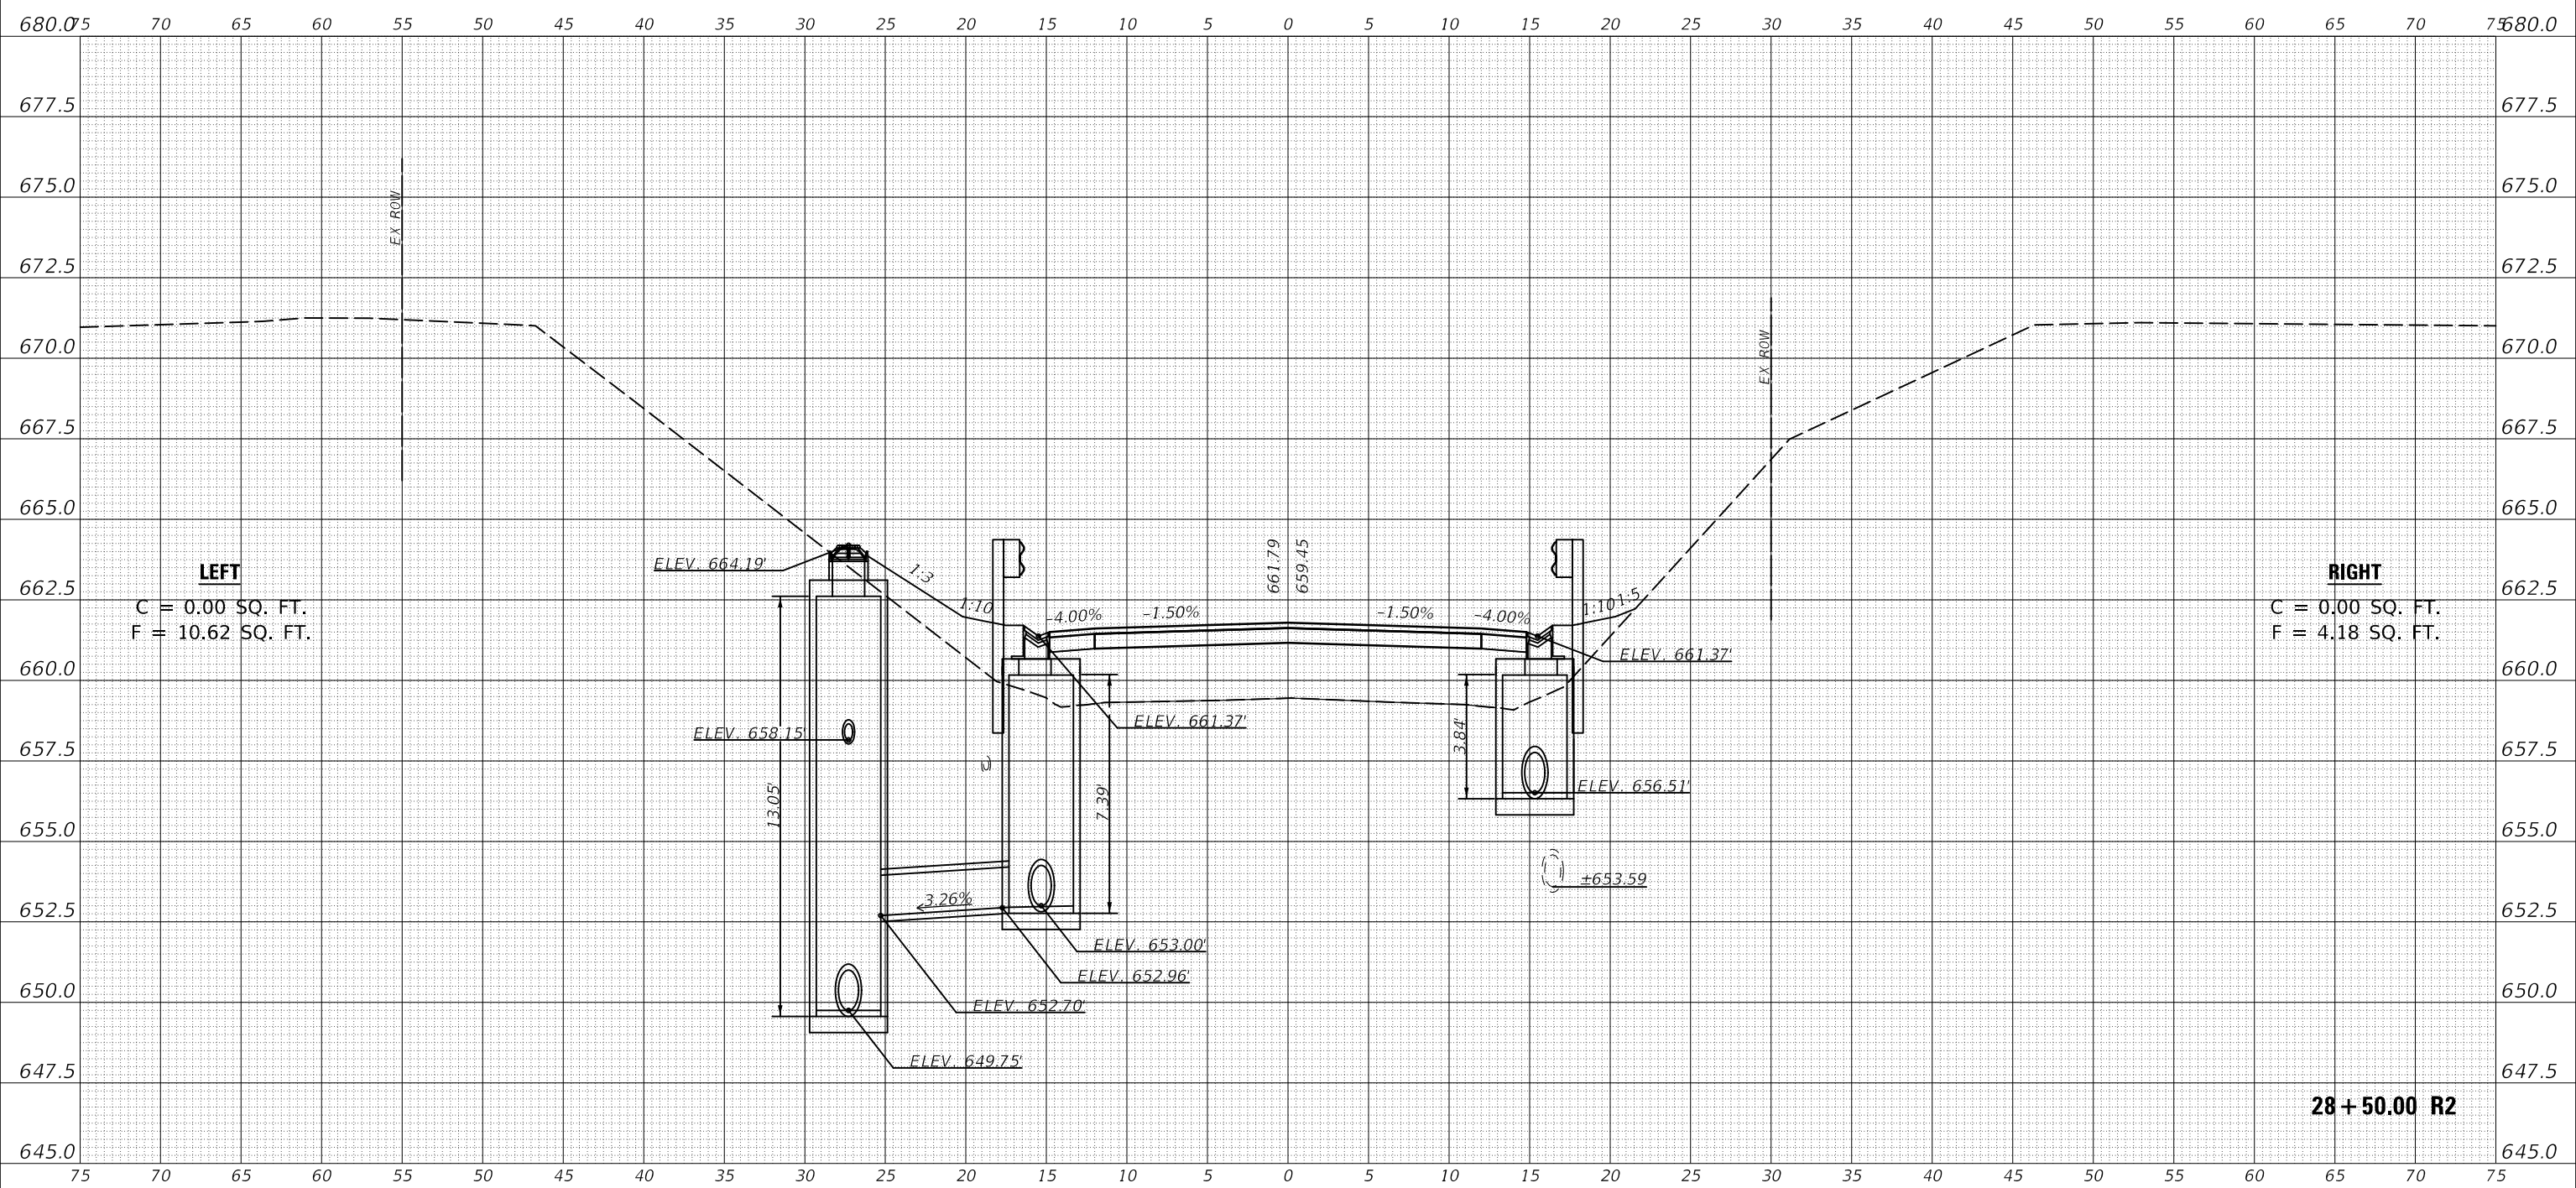 75 70 65 60 55 50 45 40 35 30 25 20 15 10 5 0 5 10 15 20 25 30 35 40 45 50 55 60 65 70 75
680.0 680.0
677.5 677.5
675.0 675.0
EX ROW
672.5 672.5
670.0 670.0
EX ROW
667.5 667.5
665.0 665.0
LEFT
C = 0.00 SQ. FT.
F = 10.62 SQ. FT.
ELEV. 664.19'
1:3
1:10
-4.00%
-1.50%
661.79
659.45
-1.50%
-4.00%
1:10
1:5
RIGHT
C = 0.00 SQ. FT.
F = 4.18 SQ. FT.
662.5 662.5
ELEV. 661.37'
660.0 660.0
ELEV. 661.37'
ELEV. 658.15'
3.84'
657.5 657.5
13.05'
7.39'
ELEV. 656.51'
655.0 655.0
±653.59
3.26%
652.5 652.5
ELEV. 653.00'
ELEV. 652.96'
ELEV. 652.70'
650.0 650.0
ELEV. 649.75'
647.5 647.5
28+50.00 R2
645.0 645.0
75 70 65 60 55 50 45 40 35 30 25 20 15 10 5 0 5 10 15 20 25 30 35 40 45 50 55 60 65 70 75